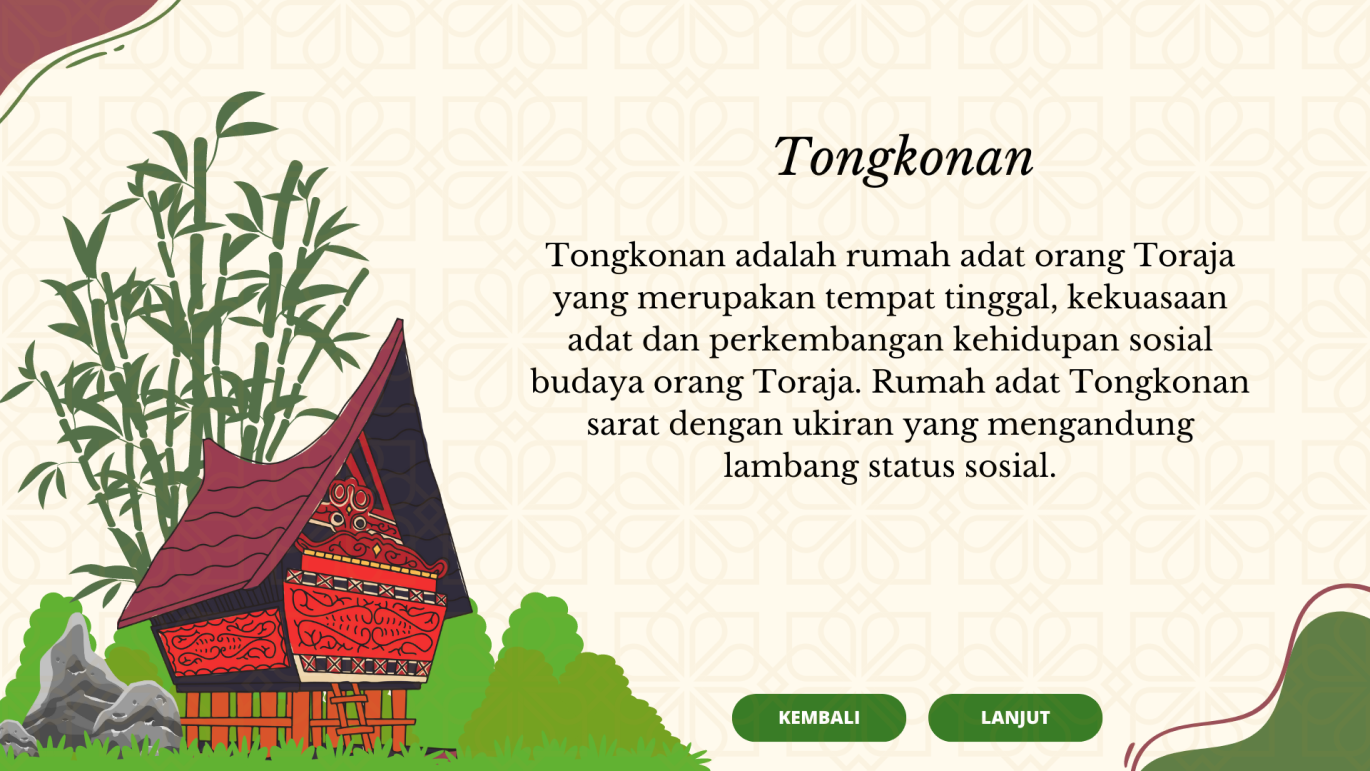 Tongkonan
Tongkonan adalah rumah adat orang Toraja
yang merupakan tempat tinggal, kekuasaan
adat dan perkembangan kehidupan sosial
budaya orang Toraja. Rumah adat Tongkonan
sarat dengan ukiran yang mengandung
lambang status sosial.
KEMBALI
LANJUT